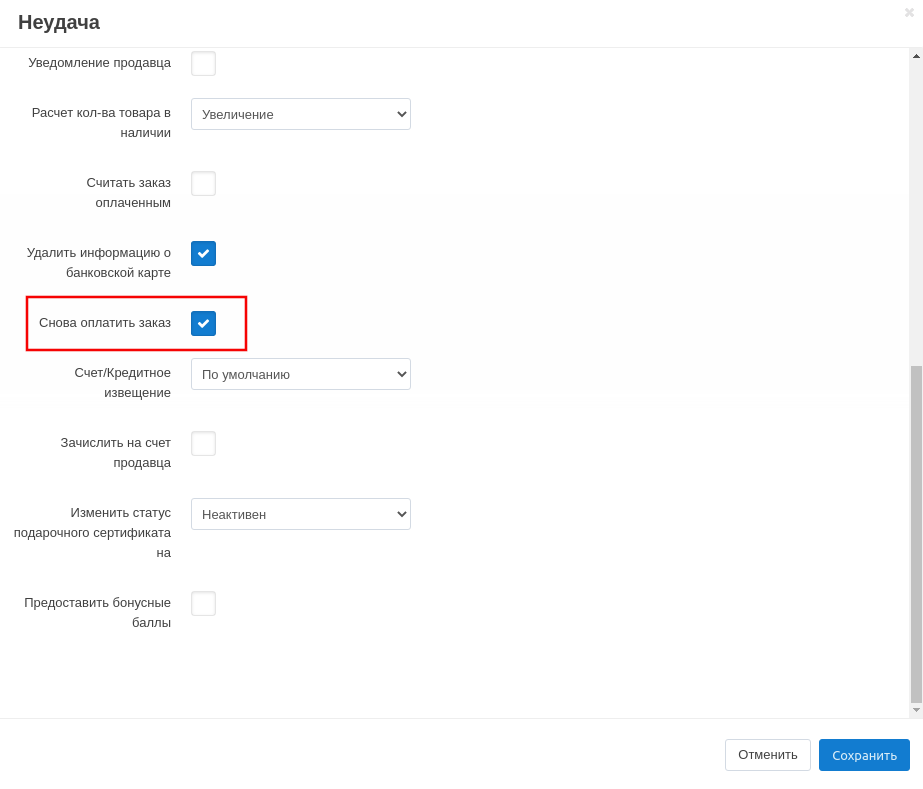 Неудача
Уведомление продавца
Расчет кол-ва товара в
наличии
Увеличение
Считать заказ
оплаченным
Удалить информацию о
банковской карте
Снова оплатить заказ
Счет/Кредитное
извещение
По умолчанию
Зачислить на счет
продавца
Изменить статус
подарочного сертификата
на
Неактивен
Предоставить бонусные
баллы
Отменить
Сохранить